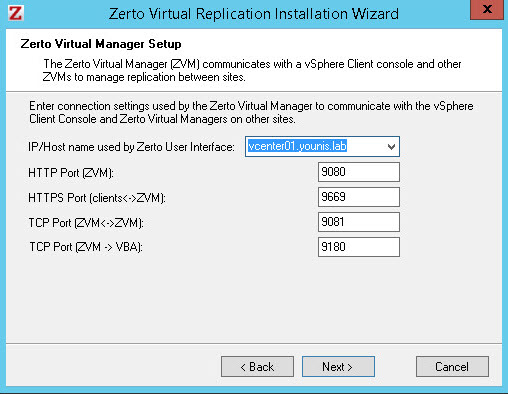 Z Zerto Virtual Replication Installation Wizard x
Zerto Virtual Manager Setup
The Zerto Virtual Manager (ZVM) communicates with a vSphere Client console and other
ZVMs to manage replication between sites.
Enter connection settings used by the Zerto Virtual Manager to communicate with the vSphere
Client Console and Zerto Virtual Managers on other sites.
IP/Host name used by Zerto User Interface: vcenter01.younis.lab
HTTP Port (ZVM): 9080
HTTPS Port (clients<->ZVM): 9669
TCP Port (ZVM<->ZVM): 9081
TCP Port (ZVM -> VBA): 9180
< Back Next > Cancel